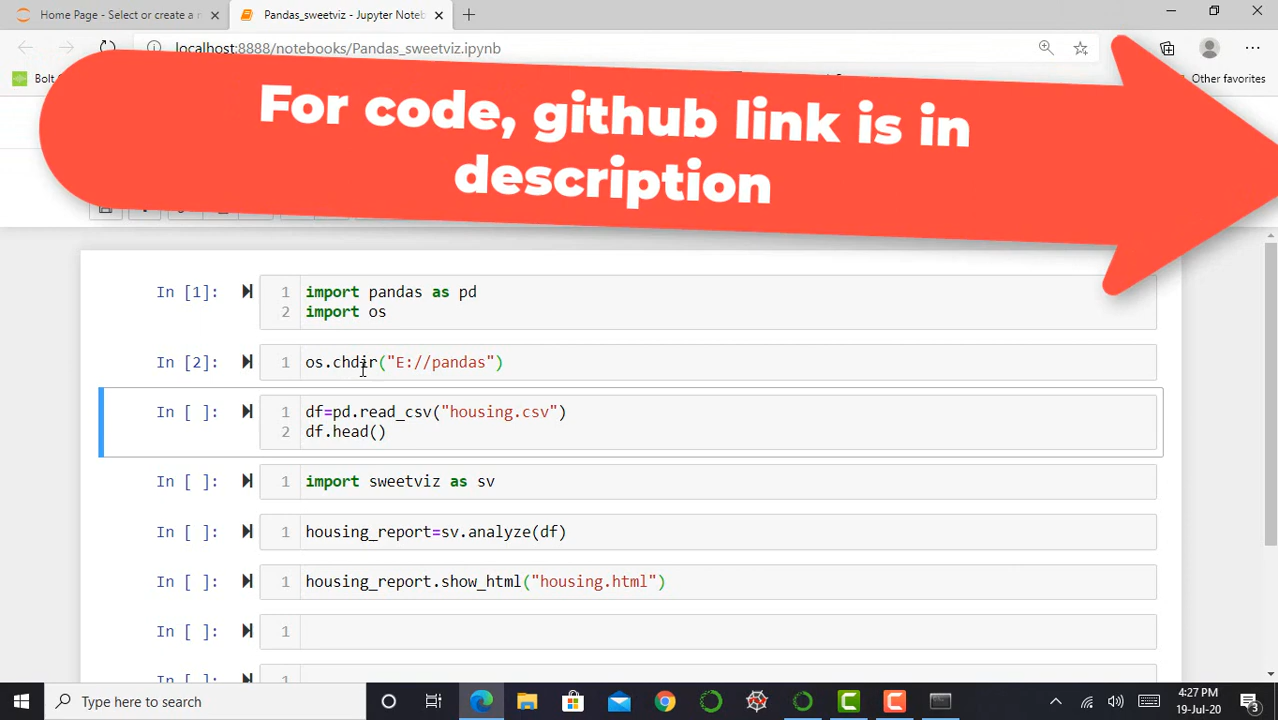 Home Page - Select or create a n
Pandas_sweetviz - Jupyter Noteb
localhost:8888/notebooks/Pandas_sweetviz.ipynb
Other favorites
For code, github link is in
description
In [1]:
1 import pandas as pd
2 import os
In [2]:
1 os.chdir("E://pandas")
In [ ]:
1 df=pd.read_csv("housing.csv")
2 df.head()
In [ ]:
1 import sweetviz as sv
In [ ]:
1 housing_report=sv.analyze(df)
In [ ]:
1 housing_report.show_html("housing.html")
In [ ]:
1
Type here to search
4:27 PM
19-Jul-20
3